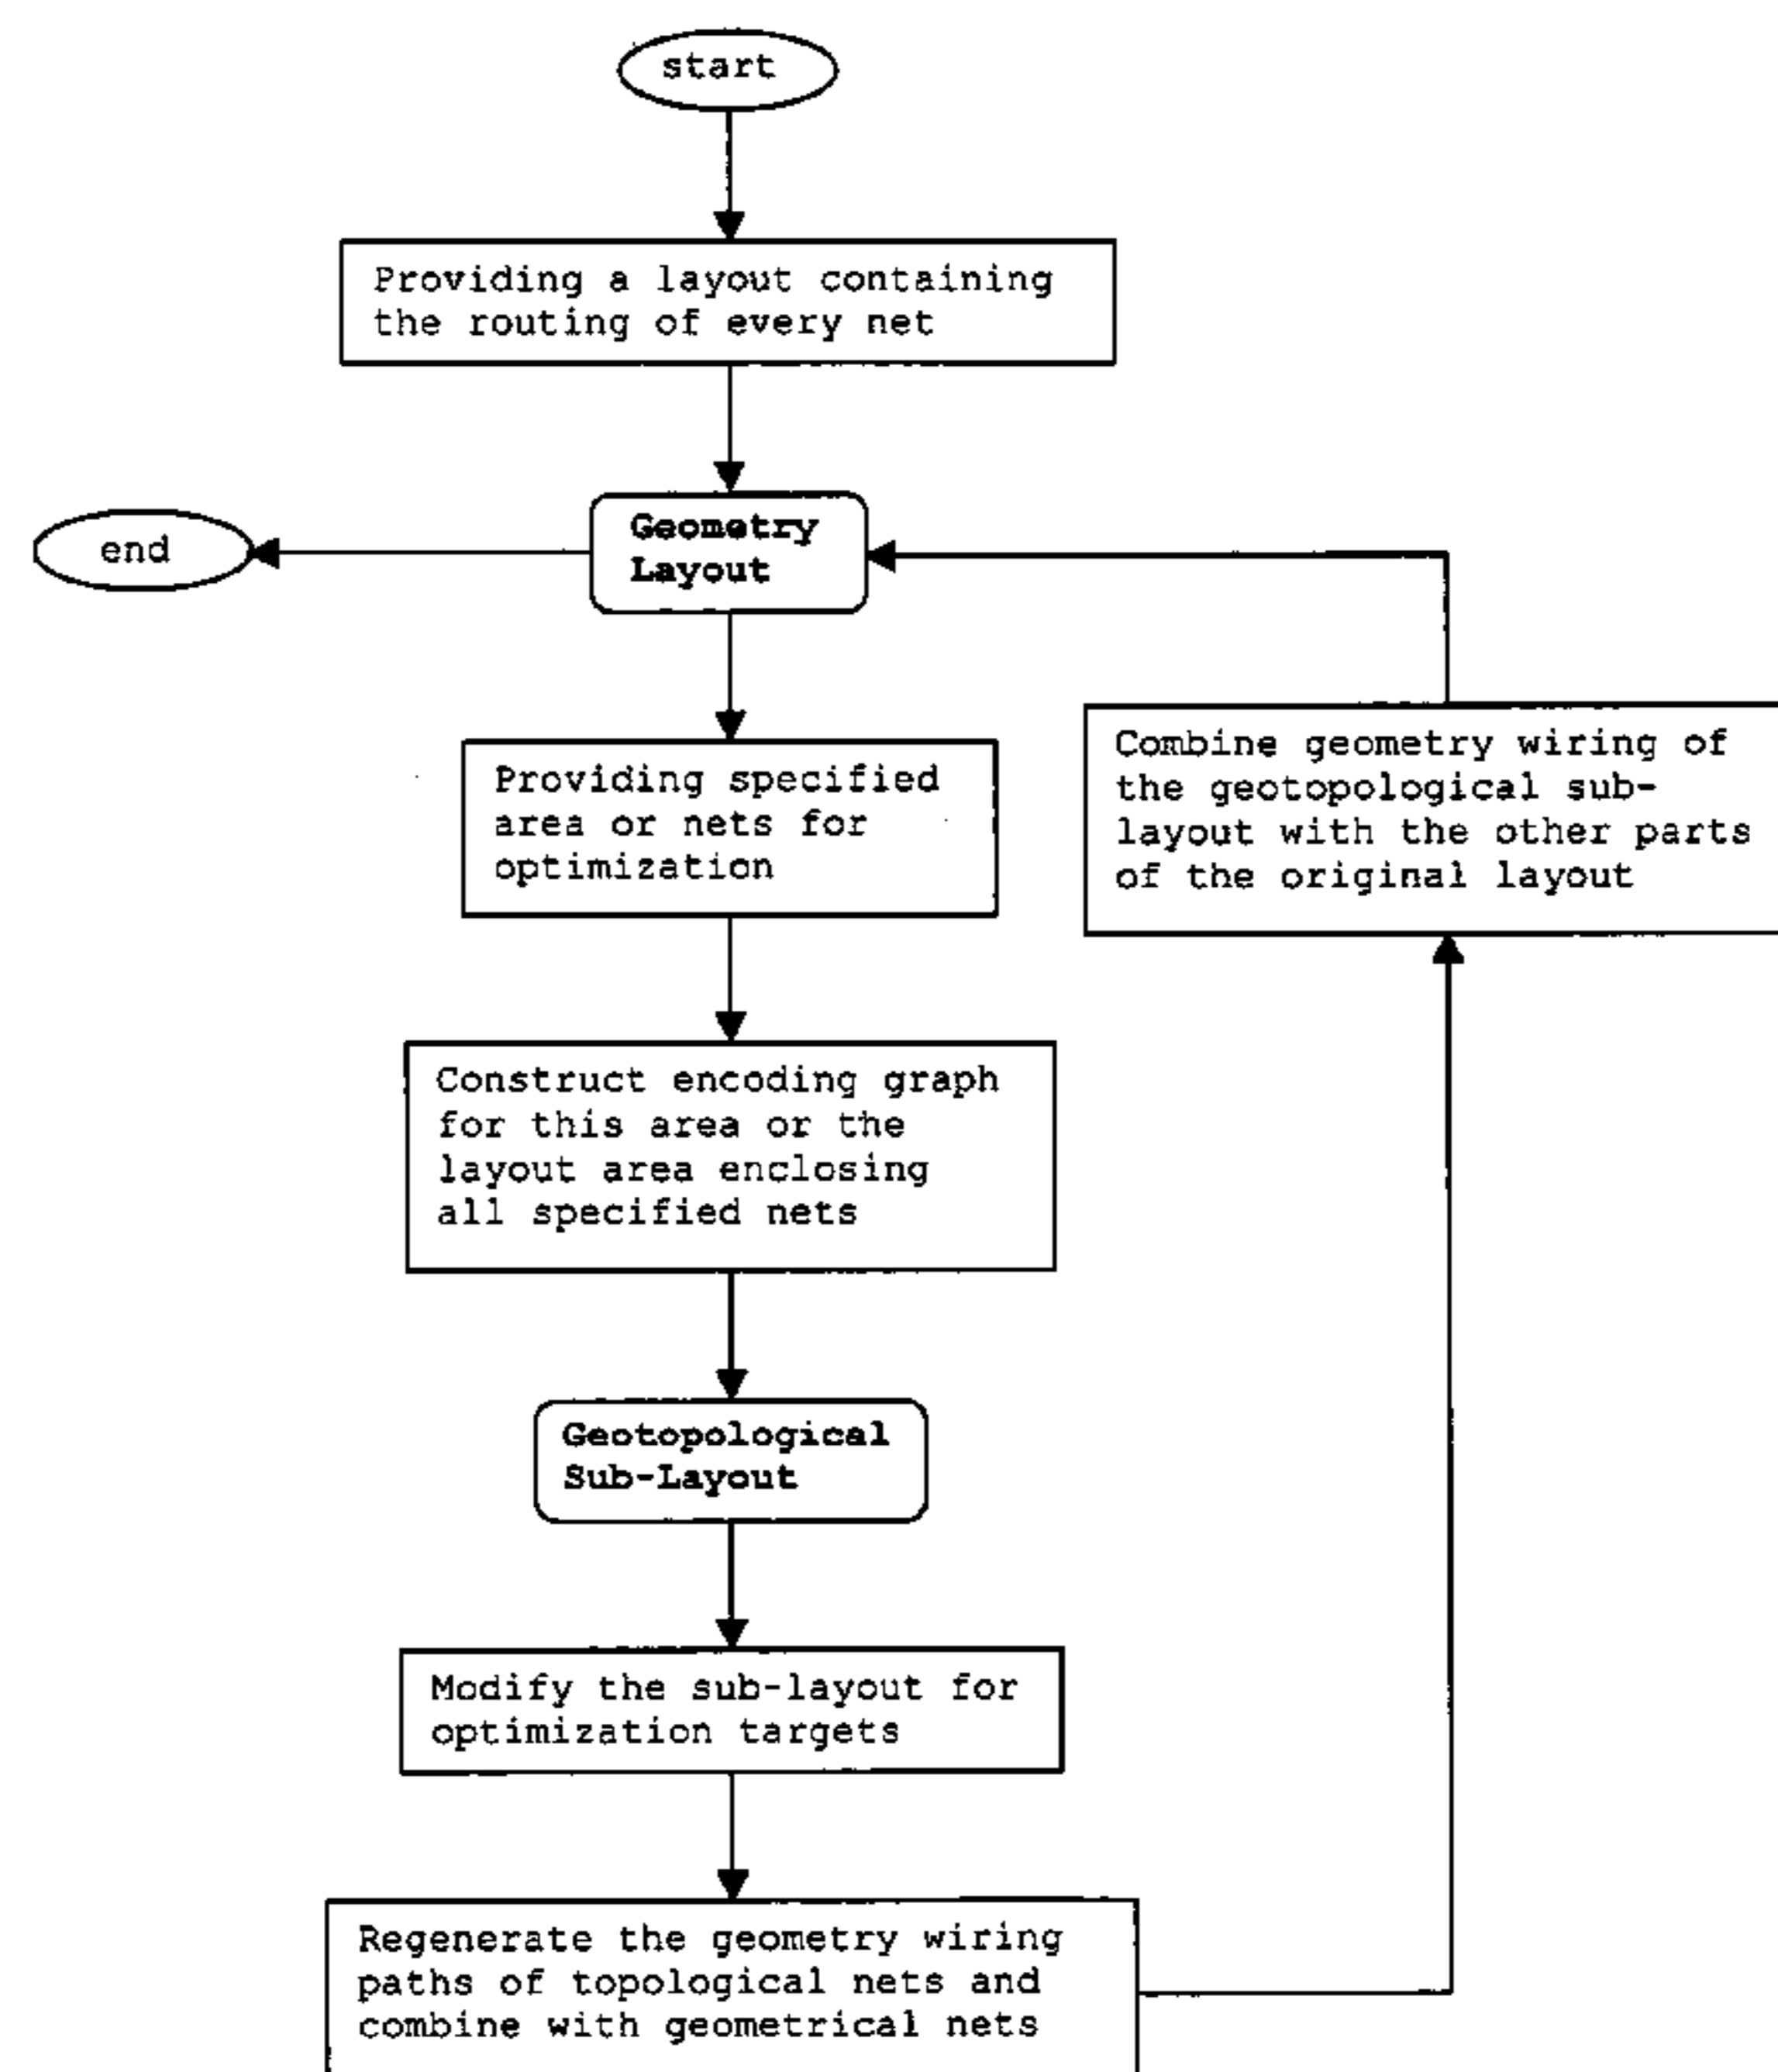 start
Providing a layout containing
the routing of every net
Geometry
Layout
end
Providing specified
area or nets for
optimization
Combine geometry wiring of
the geotopological sub-
layout with the other parts
of the original layout
Construct encoding graph
for this area or the
layout area enclosing
all specified nets
Geotopological
Sub-Layout
Modify the sub-layout for
optimization targets
Regenerate the geometry wiring
paths of topological nets and
combine with geometrical nets